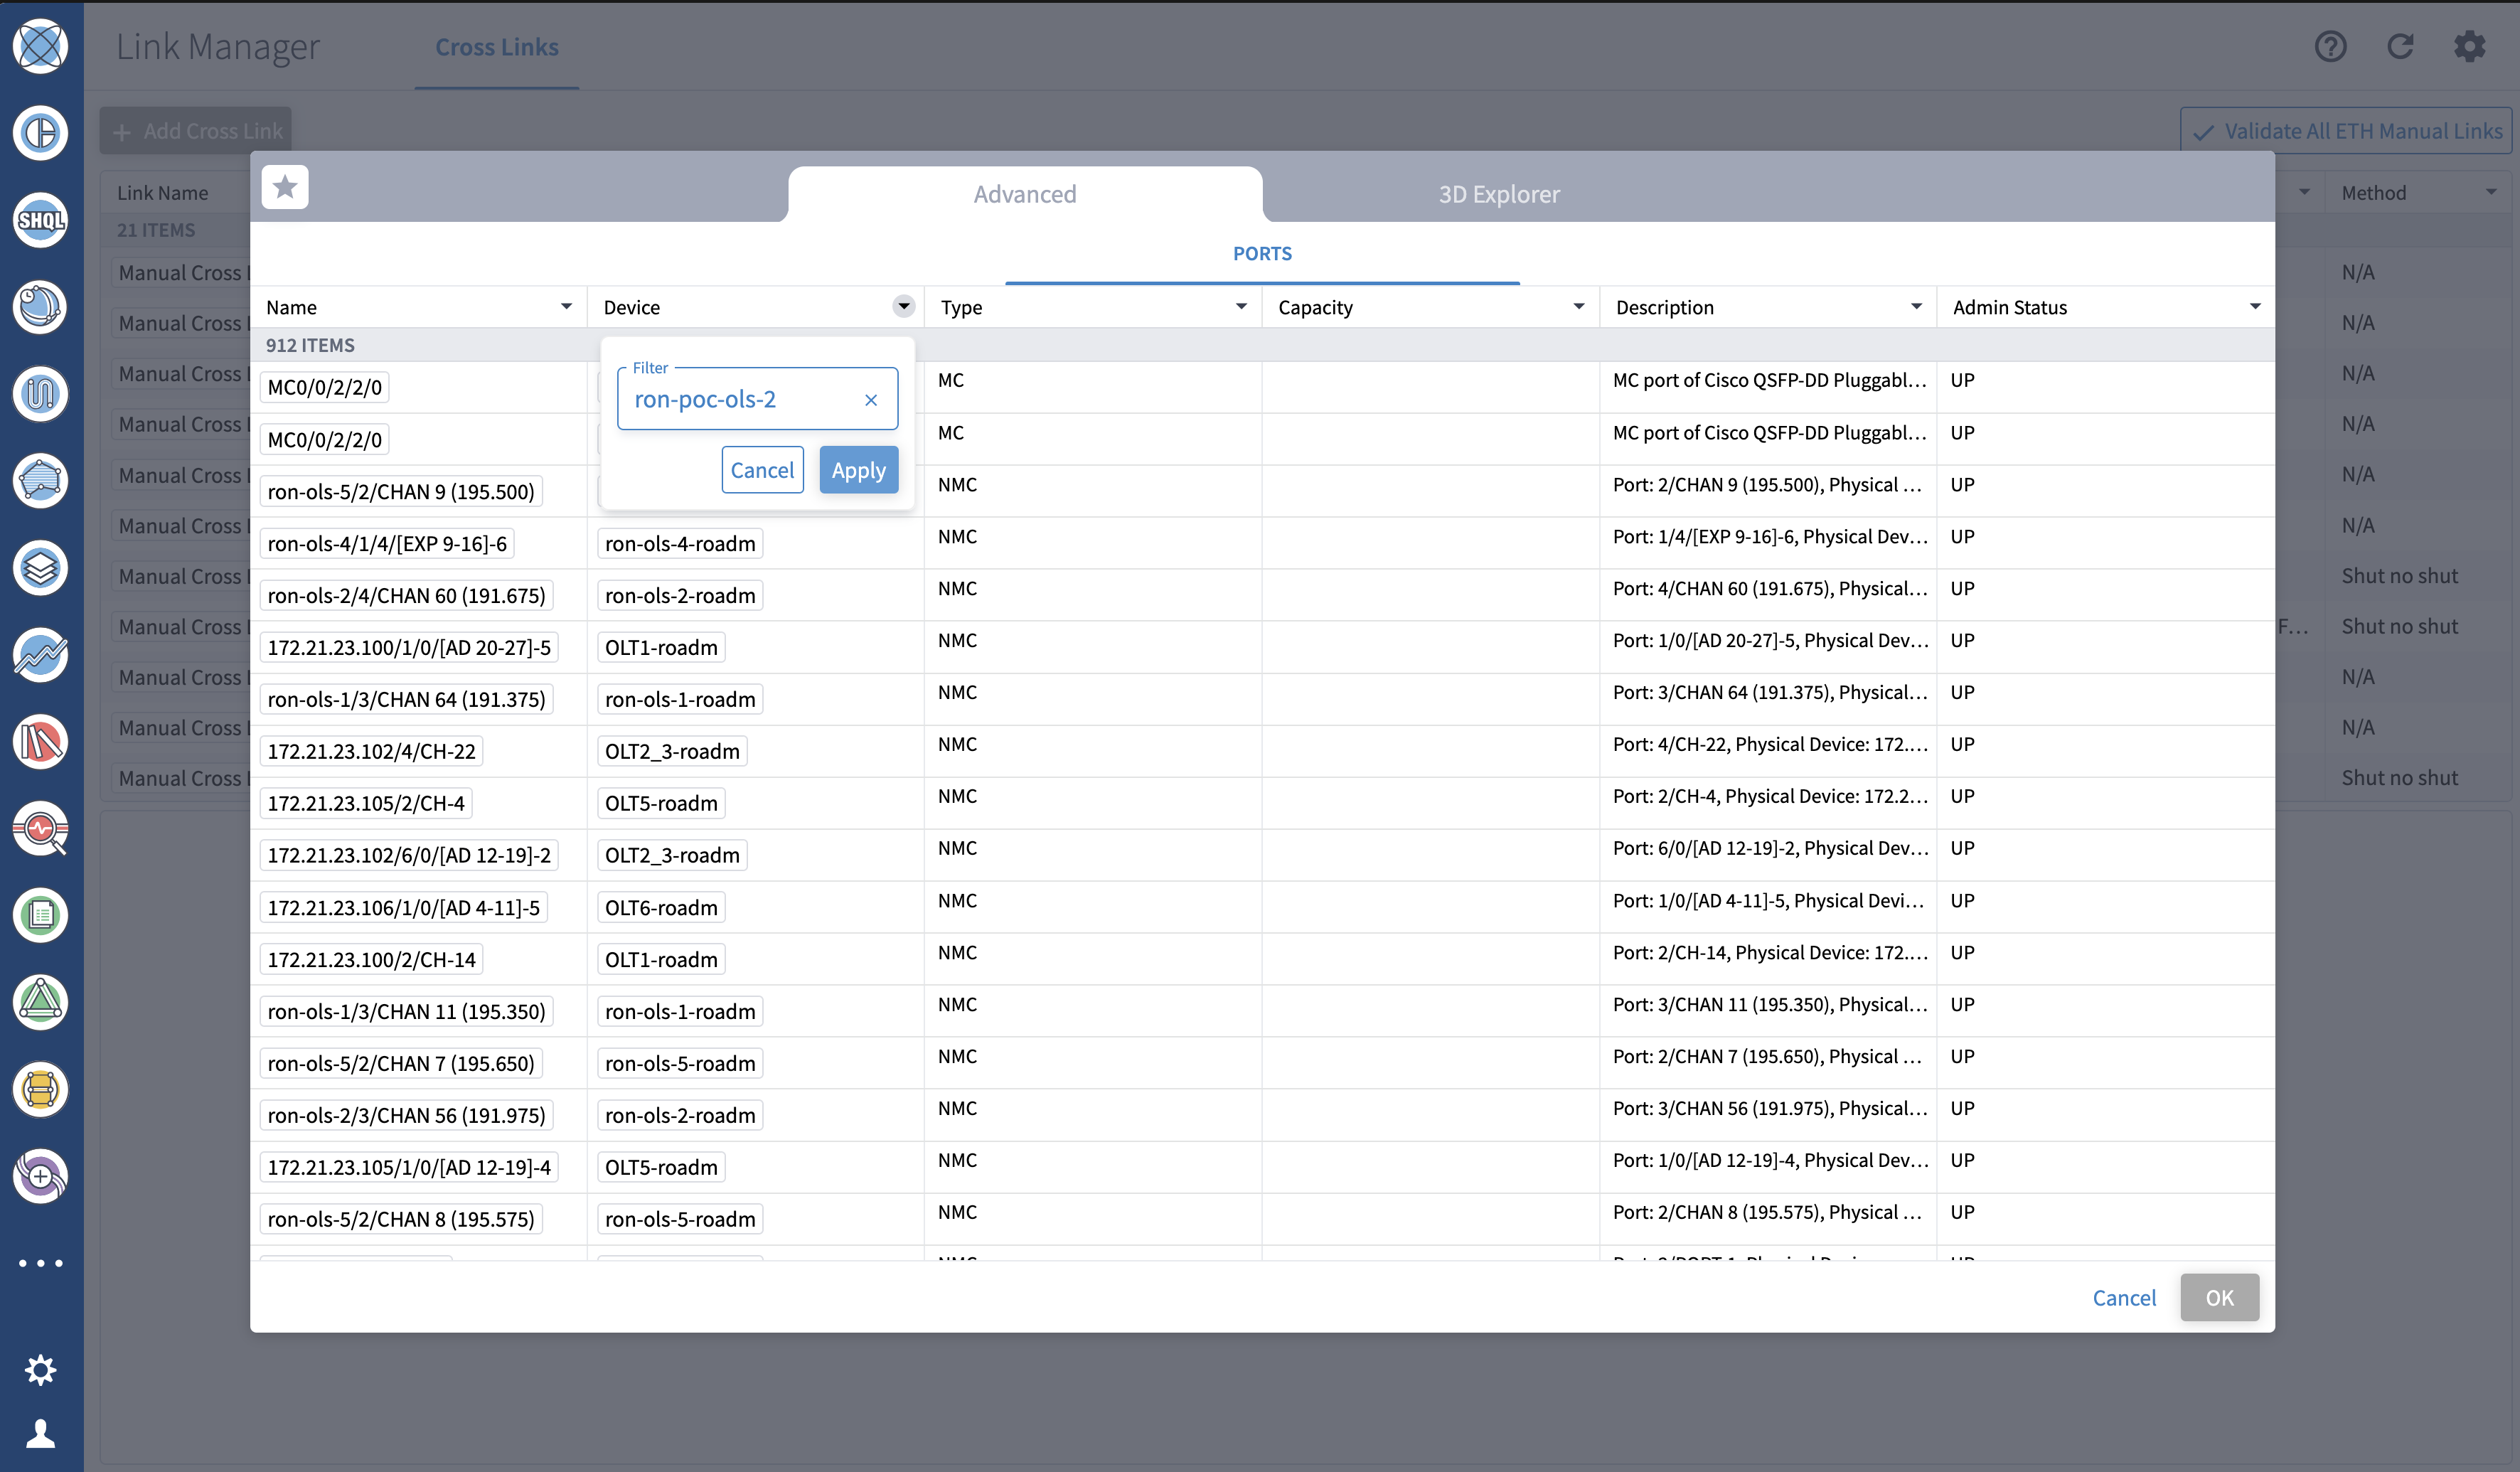 Link Manager
Cross Links
Add Cross Link
Validate All ETH Manual Links
SHQL
Link Name
Method
21 ITEMS
Manual Cross
N/A
Manual Cross
N/A
Manual Cross
N/A
Manual Cross
N/A
Manual Cross
N/A
Manual Cross
N/A
Manual Cross
Shut no shut
Manual Cross
F...
Shut no shut
Manual Cross
N/A
Manual Cross
N/A
Manual Cross
Shut no shut
Advanced
3D Explorer
PORTS
Name
Device
Type
Capacity
Description
Admin Status
912 ITEMS
Filter
ron-poc-ols-2
Cancel
Apply
MC0/0/2/2/0
MC
MC port of Cisco QSFP-DD Pluggabl...
UP
MC0/0/2/2/0
MC
MC port of Cisco QSFP-DD Pluggabl...
UP
ron-ols-5/2/CHAN 9 (195.500)
NMC
Port: 2/CHAN 9 (195.500), Physical ...
UP
ron-ols-4/1/4/[EXP 9-16]-6
ron-ols-4-roadm
NMC
Port: 1/4/[EXP 9-16]-6, Physical Dev...
UP
ron-ols-2/4/CHAN 60 (191.675)
ron-ols-2-roadm
NMC
Port: 4/CHAN 60 (191.675), Physical...
UP
172.21.23.100/1/0/[AD 20-27]-5
OLT1-roadm
NMC
Port: 1/0/[AD 20-27]-5, Physical Dev...
UP
ron-ols-1/3/CHAN 64 (191.375)
ron-ols-1-roadm
NMC
Port: 3/CHAN 64 (191.375), Physical...
UP
172.21.23.102/4/CH-22
OLT2_3-roadm
NMC
Port: 4/CH-22, Physical Device: 172....
UP
172.21.23.105/2/CH-4
OLT5-roadm
NMC
Port: 2/CH-4, Physical Device: 172.2...
UP
172.21.23.102/6/0/[AD 12-19]-2
OLT2_3-roadm
NMC
Port: 6/0/[AD 12-19]-2, Physical Dev...
UP
172.21.23.106/1/0/[AD 4-11]-5
OLT6-roadm
NMC
Port: 1/0/[AD 4-11]-5, Physical Devi...
UP
172.21.23.100/2/CH-14
OLT1-roadm
NMC
Port: 2/CH-14, Physical Device: 172....
UP
ron-ols-1/3/CHAN 11 (195.350)
ron-ols-1-roadm
NMC
Port: 3/CHAN 11 (195.350), Physical...
UP
ron-ols-5/2/CHAN 7 (195.650)
ron-ols-5-roadm
NMC
Port: 2/CHAN 7 (195.650), Physical ...
UP
ron-ols-2/3/CHAN 56 (191.975)
ron-ols-2-roadm
NMC
Port: 3/CHAN 56 (191.975), Physical...
UP
172.21.23.105/1/0/[AD 12-19]-4
OLT5-roadm
NMC
Port: 1/0/[AD 12-19]-4, Physical Dev...
UP
ron-ols-5/2/CHAN 8 (195.575)
ron-ols-5-roadm
NMC
Port: 2/CHAN 8 (195.575), Physical ...
UP
Cancel
OK